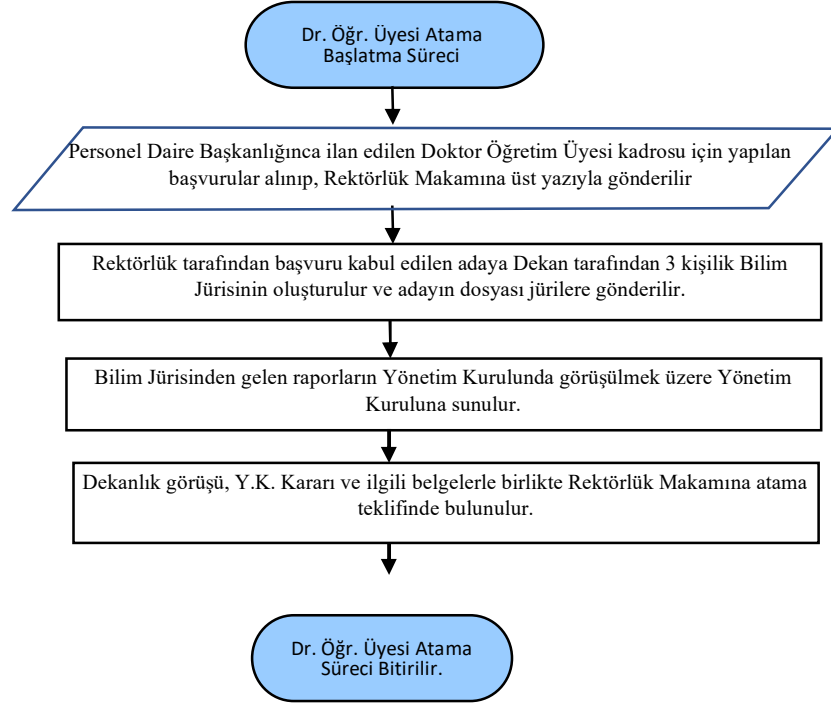 Dr. Öğr. Üyesi Atama
Başlatma Süreci
Personel Daire Başkanlığınca ilan edilen Doktor Öğretim Üyesi kadrosu için yapılan
başvurular alınıp, Rektörlük Makamına üst yazıyla gönderilir
Rektörlük tarafından başvuru kabul edilen adaya Dekan tarafından 3 kişilik Bilim
Jürisinin oluşturulur ve adayın dosyası jürilere gönderilir.
Bilim Jürisinden gelen raporların Yönetim Kurulunda görüşülmek üzere Yönetim
Kuruluna sunulur.
Dekanlık görüşü, Y.K. Kararı ve ilgili belgelerle birlikte Rektörlük Makamına atama
teklifinde bulunulur.
Dr. Öğr. Üyesi Atama
Süreci Bitirilir.